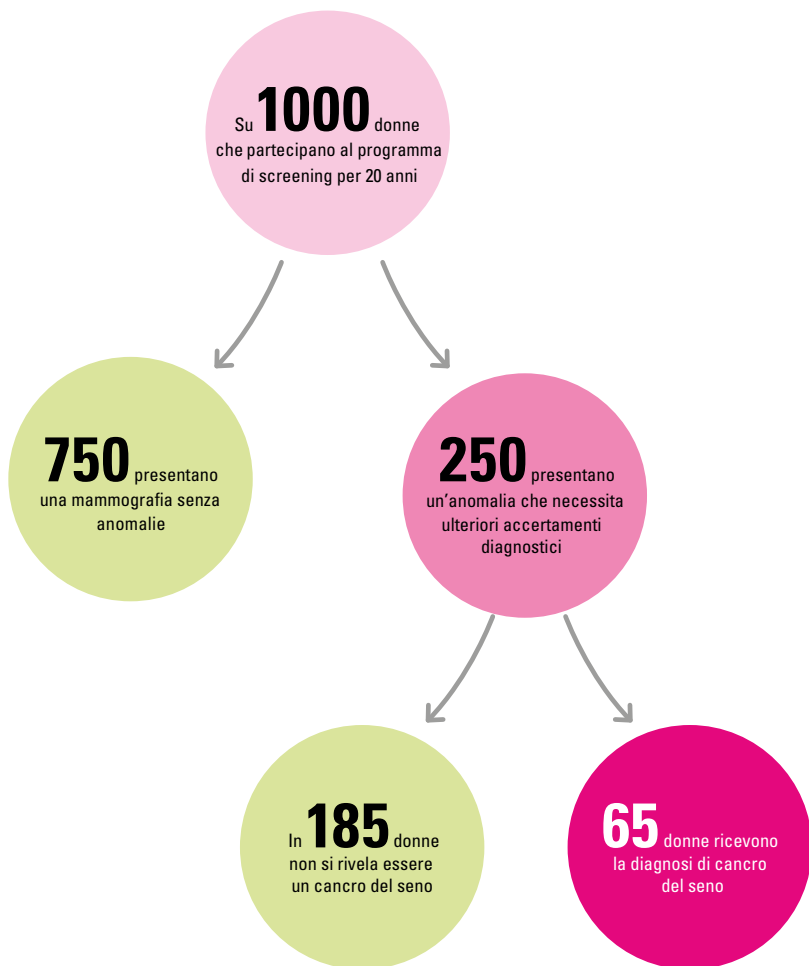 Su 1000 donne
che partecipano al programma
di screening per 20 anni
750 presentano
una mammografia senza
anomalie
250 presentano
un’anomalia che necessita
ulteriori accertamenti
diagnostici
In 185 donne
non si rivela essere
un cancro del seno
65 donne ricevono
la diagnosi di cancro
del seno